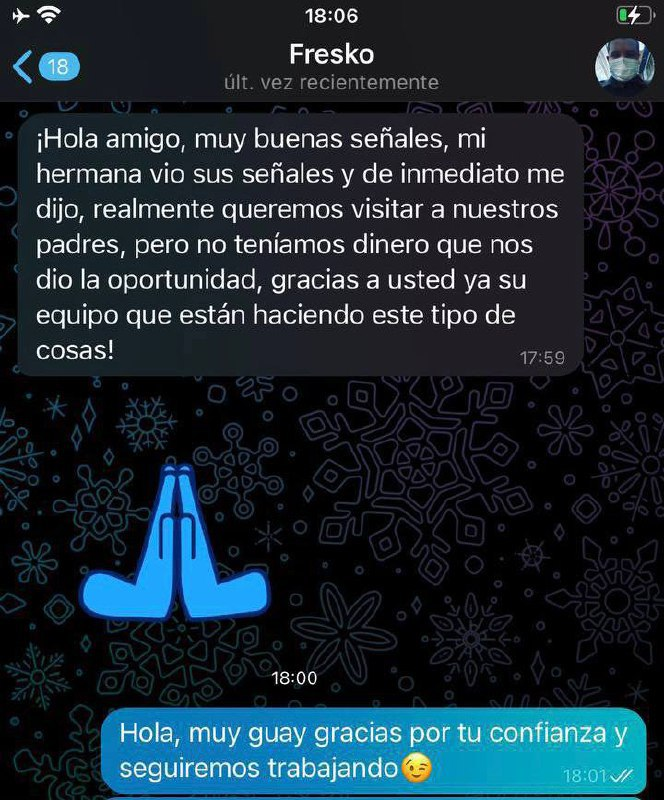 18:06
18
Fresko
últ. vez recientemente
¡Hola amigo, muy buenas señales, mi
hermana vio sus señales y de inmediato me
dijo, realmente queremos visitar a nuestros
padres, pero no teníamos dinero que nos
dio la oportunidad, gracias a usted ya su
equipo que están haciendo este tipo de
cosas!
17:59
18:00
Hola, muy guay gracias por tu confianza y
seguiremos trabajando😉
18:01